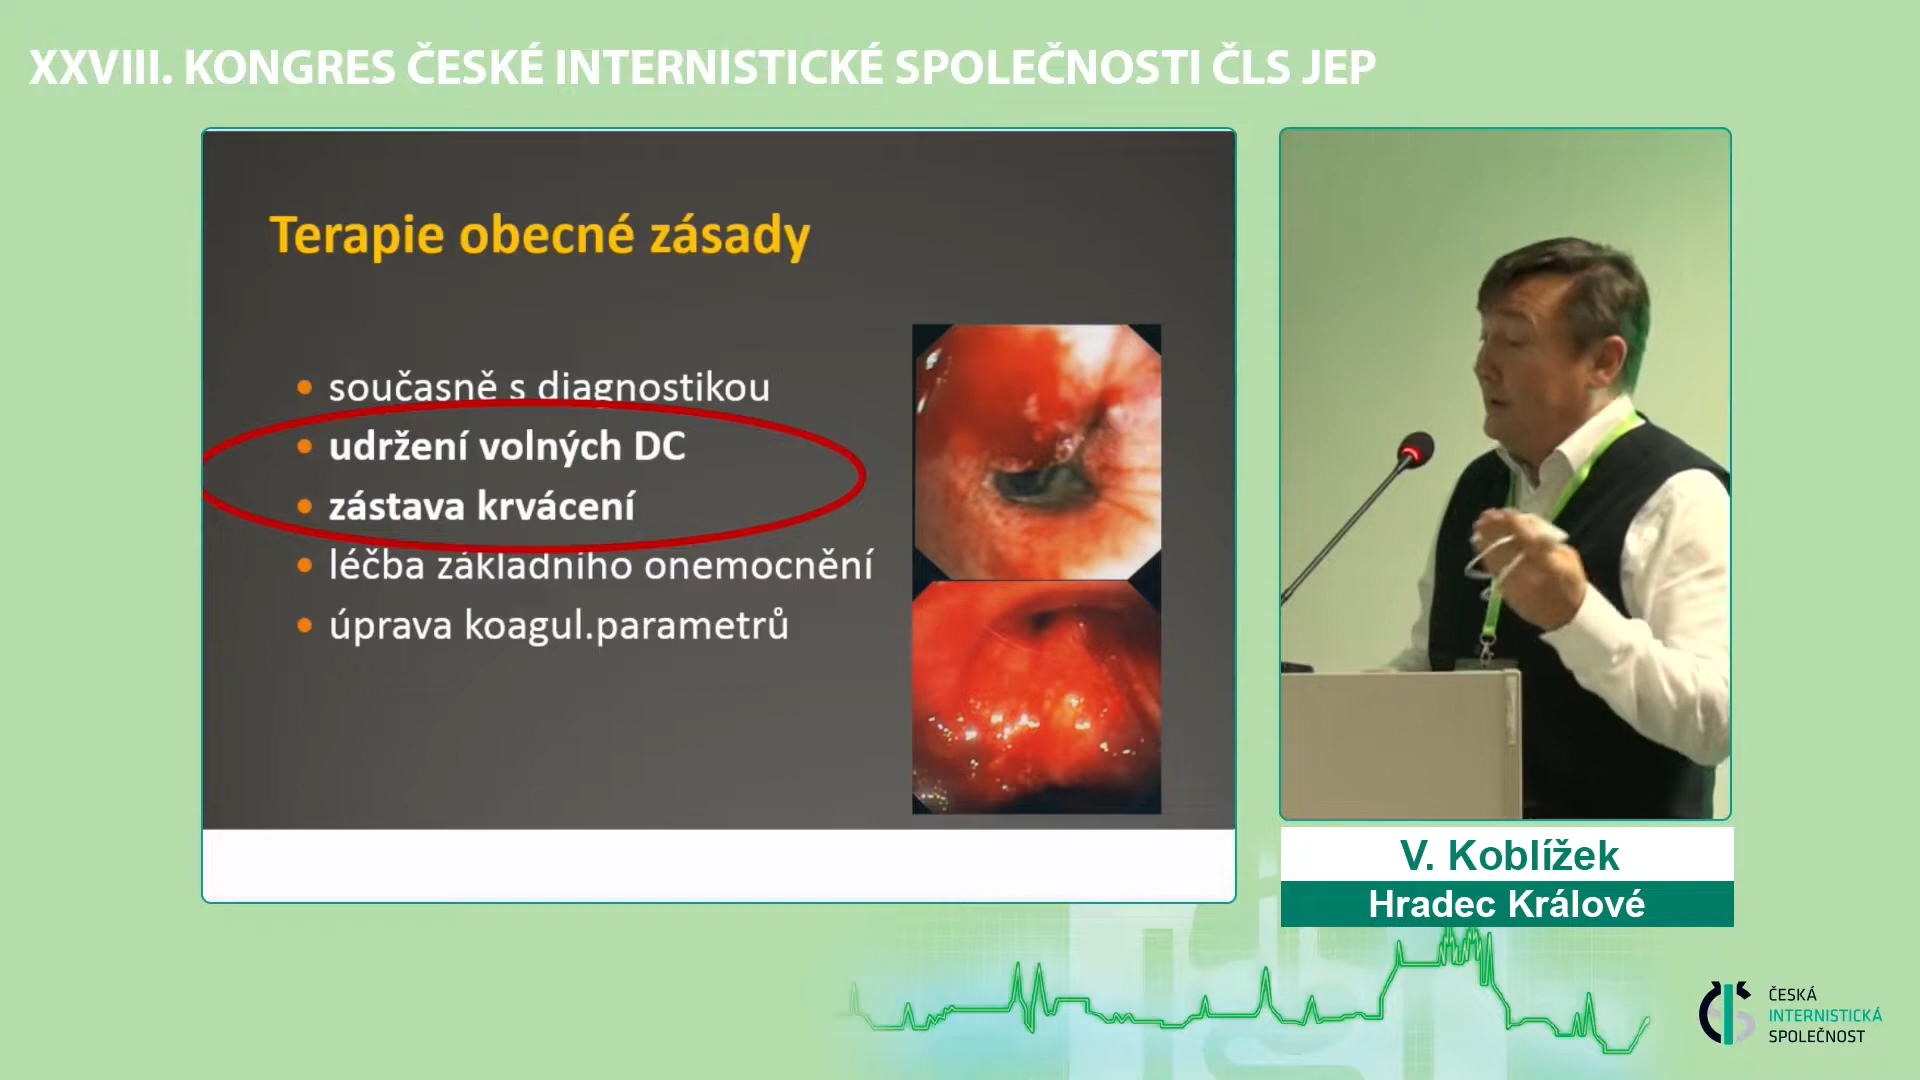 XXVIII. KONGRES ČESKÉ INTERNISTICKÉ SPOLEČNOSTI ČLS JEP
Terapie obecné zásady
současně s diagnostikou
udržení volných DC
zástava krvácení
léčba základního onemocnění
úprava koagul.parametrů
V. Koblížek
Hradec Králové
ČESKÁ
INTERNISTICKÁ
SPOLEČNOST